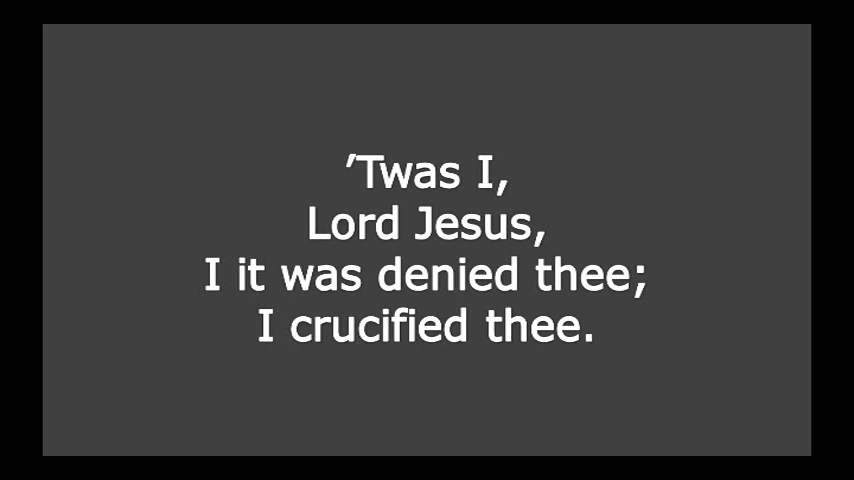 ’Twas I,
Lord Jesus,
I it was denied thee;
I crucified thee.